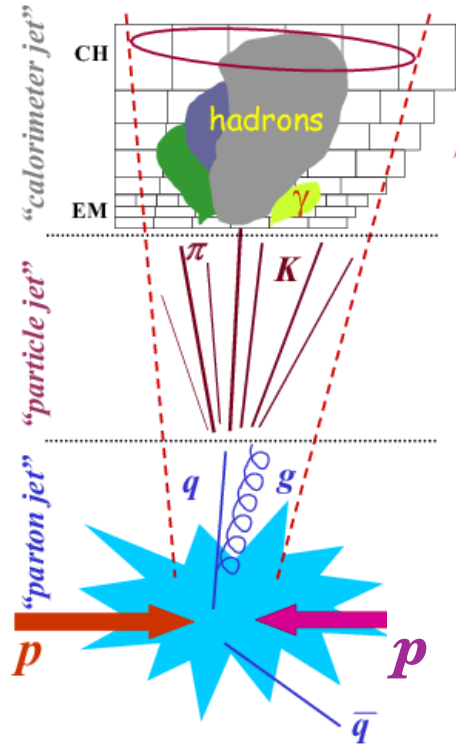 “calorimeter jet”
CH
hadrons
γ
EM
“particle jet”
π
K
“parton jet”
q
g
p
p
q̅